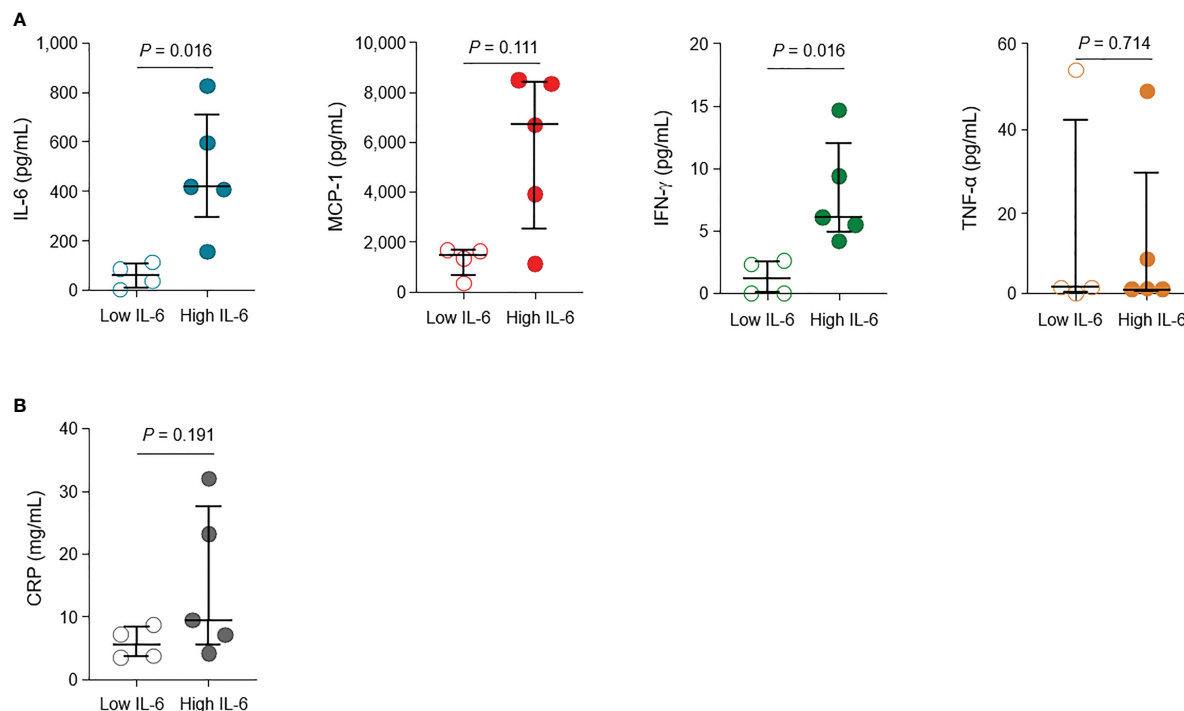 A
IL-6 (pg/mL)
1,000
800
600
400
200
0
P = 0.016
Low IL-6 High IL-6
MCP-1 (pg/mL)
10,000
8,000
6,000
4,000
2,000
0
P = 0.111
Low IL-6 High IL-6
IFN-γ (pg/mL)
20
15
10
5
0
P = 0.016
Low IL-6 High IL-6
TNF-α (pg/mL)
60
40
20
0
P = 0.714
Low IL-6 High IL-6
B
CRP (mg/mL)
40
30
20
10
0
P = 0.191
Low IL-6 High IL-6